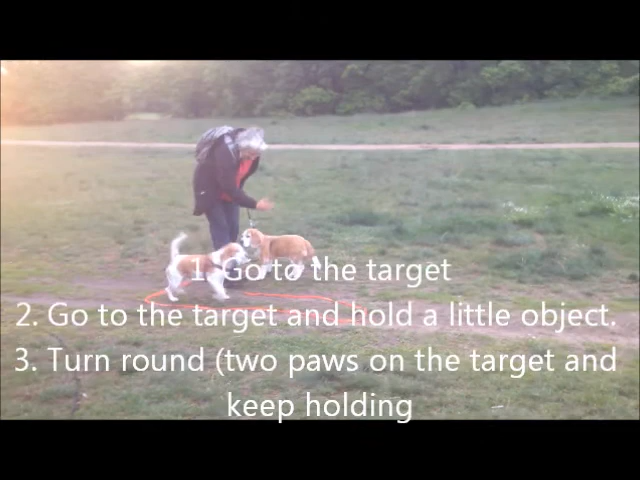 1. Go to the target
2. Go to the target and hold a little object.
3. Turn round (two paws on the target and
keep holding